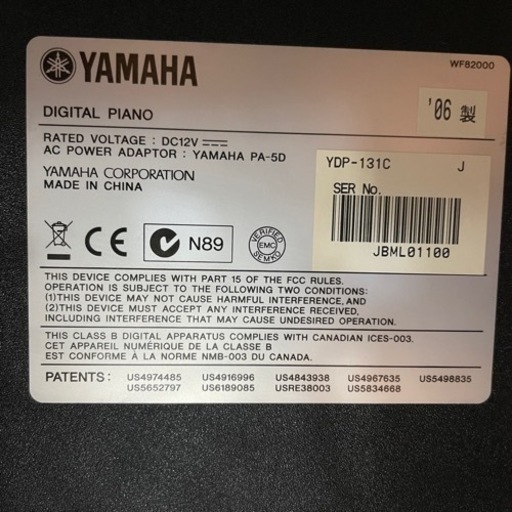 YAMAHA
WF82000
'06 製
DIGITAL PIANO
RATED VOLTAGE : DC12V
AC POWER ADAPTOR : YAMAHA PA-5D
YAMAHA CORPORATION
MADE IN CHINA
YDP-131C J
SER No.
JBML01100
CE
N89
VERIFIED
EMC
SEMKO
THIS DEVICE COMPLIES WITH PART 15 OF THE FCC RULES.
OPERATION IS SUBJECT TO THE FOLLOWING TWO CONDITIONS:
(1)THIS DEVICE MAY NOT CAUSE HARMFUL INTERFERENCE, AND
(2)THIS DEVICE MUST ACCEPT ANY INTERFERENCE RECEIVED,
INCLUDING INTERFERENCE THAT MAY CAUSE UNDESIRED OPERATION.
THIS CLASS B DIGITAL APPARATUS COMPLIES WITH CANADIAN ICES-003.
CET APPAREIL NUMÉRIQUE DE LA CLASSE B
EST CONFORME À LA NORME NMB-003 DU CANADA.
PATENTS: US4974485 US4916996 US4843938 US4967635 US5498835
US5652797 US6189085 USRE38003 US5834668